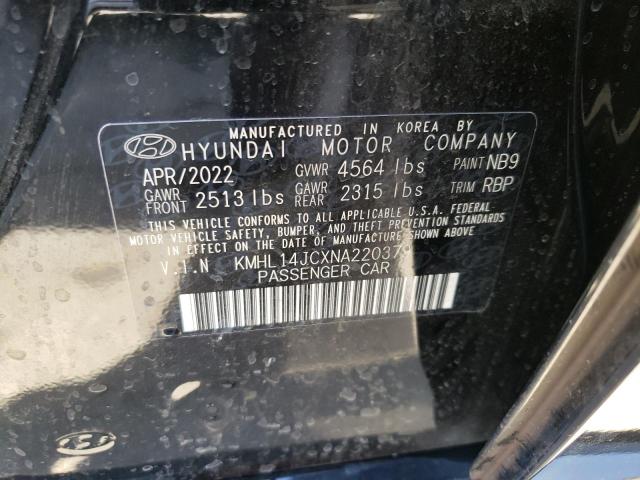 MANUFACTURED IN KOREA BY
HYUNDAI MOTOR COMPANY
APR/2022 GVWR 4564 lbs PAINT NB9
GAWR FRONT 2513 lbs GAWR REAR 2315 lbs TRIM RBP
THIS VEHICLE CONFORMS TO ALL APPLICABLE U.S.A. FEDERAL
MOTOR VEHICLE SAFETY, BUMPER, AND THEFT PREVENTION STANDARDS
IN EFFECT ON THE DATE OF MANUFACTURE SHOWN ABOVE.
V.I.N KMHL14JCXNA220379
PASSENGER CAR